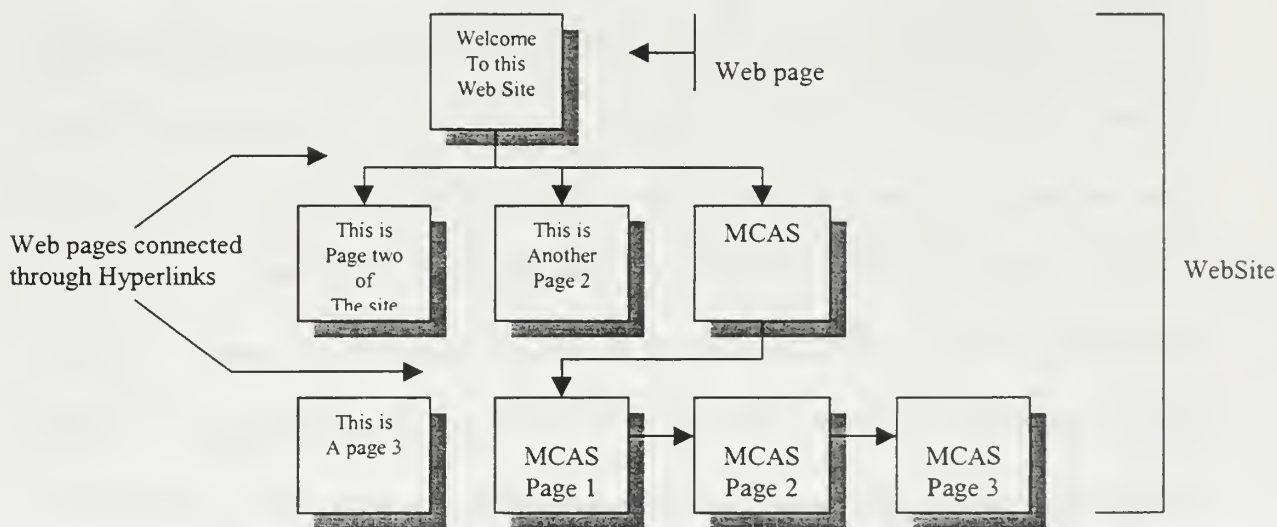 Welcome
To this
Web Site
Web page
This is
Page two
of
The site
This is
Another
Page 2
MCAS
Web pages connected
through Hyperlinks
WebSite
This is
A page 3
MCAS
Page 1
MCAS
Page 2
MCAS
Page 3